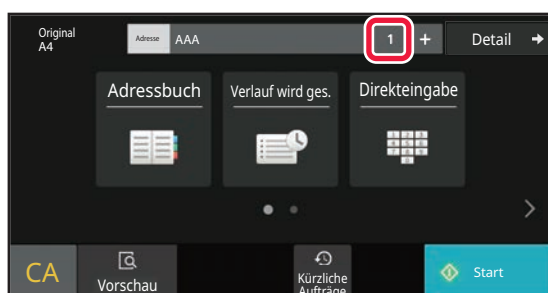 Original
A4
Adresse AAA 1 + Detail
Adressbuch Verlauf wird ges. Direkteingabe
CA Vorschau Kürzliche Aufträge Start